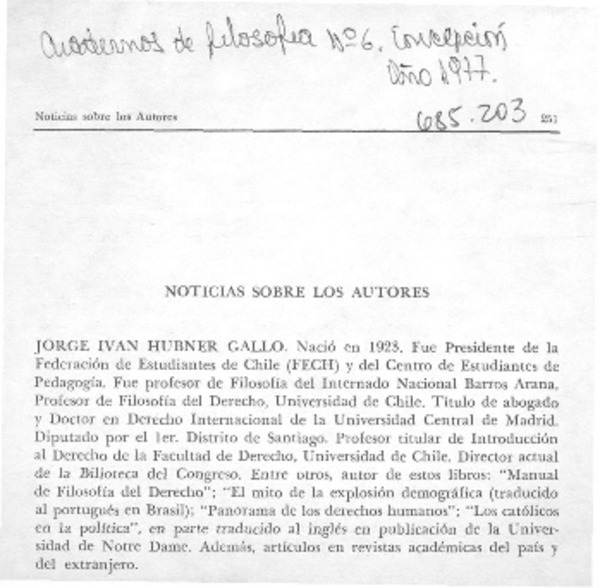 Cuadernos de filosofía Nº 6. Concepción
Año 1977.
685.203
Noticias sobre los Autores 251
NOTICIAS SOBRE LOS AUTORES
JORGE IVAN HUBNER GALLO. Nació en 1923. Fue Presidente de la
Federación de Estudiantes de Chile (FECH) y del Centro de Estudiantes de
Pedagogía. Fue profesor de Filosofía del Internado Nacional Barros Arana,
Profesor de Filosofía del Derecho, Universidad de Chile. Título de abogado
y Doctor en Derecho Internacional de la Universidad Central de Madrid.
Diputado por el 1er. Distrito de Santiago. Profesor titular de Introducción
al Derecho de la Facultad de Derecho, Universidad de Chile. Director actual
de la Biljoteca del Congreso. Entre otros, autor de estos libros: "Manual
de Filosofía del Derecho"; "El mito de la explosión demográfica (traducido
al portugués en Brasil); "Panorama de los derechos humanos"; "Los católicos
en la política", en parte traducido al inglés en publicación de la Univer-
sidad de Notre Dame. Además, artículos en revistas académicas del país y
del extranjero.